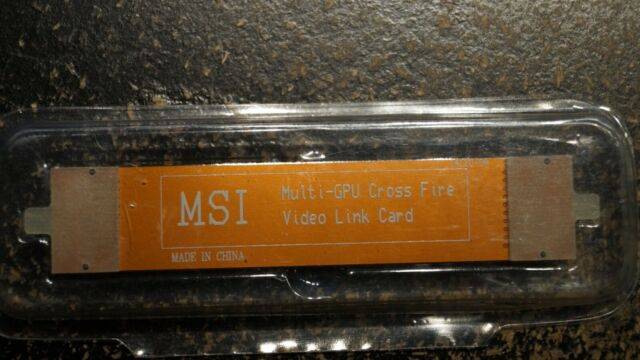 MSI
Multi-GPU Cross Fire
Video Link Card
MADE IN CHINA